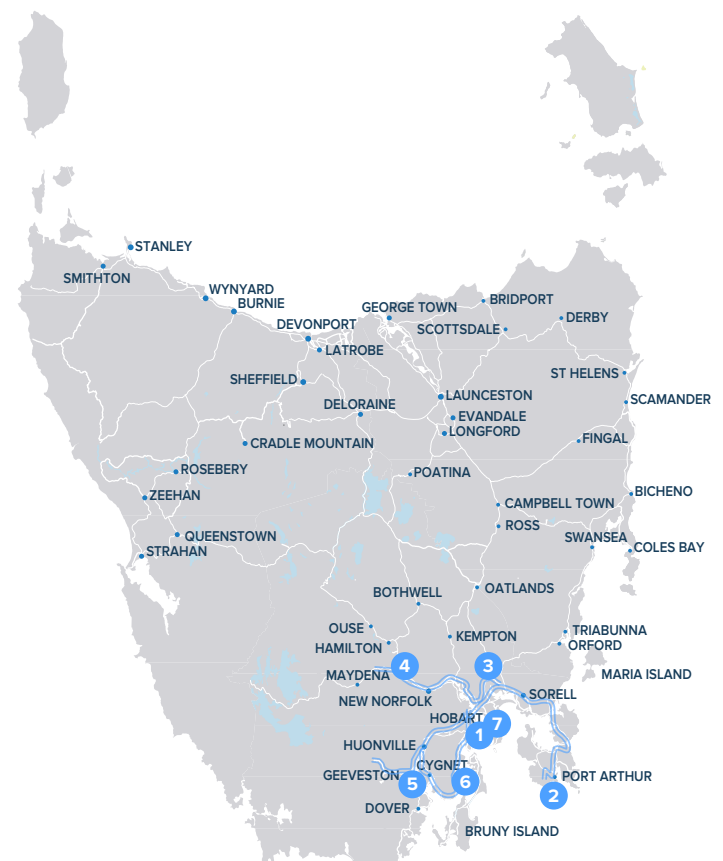 STANLEY
SMITHTON
WYNYARD
BURNIE
GEORGE TOWN
BRIDPORT
DERBY
DEVONPORT
SCOTTSDALE
LATROBE
ST HELENS
SHEFFIELD
LAUNCESTON
SCAMANDER
DELORAINE
EVANDALE
LONGFORD
FINGAL
CRADLE MOUNTAIN
ROSEBERY
POATINA
ZEEHAN
BICHENO
CAMPBELL TOWN
ROSS
QUEENSTOWN
SWANSEA
COLES BAY
STRAHAN
OATLANDS
BOTHWELL
OUSE
TRIABUNNA
KEMPTON
HAMILTON
ORFORD
4
3
MAYDENA
MARIA ISLAND
NEW NORFOLK
SORELL
HOBART
7
1
HUONVILLE
CYGNET
GEEVESTON
PORT ARTHUR
5
6
2
DOVER
BRUNY ISLAND